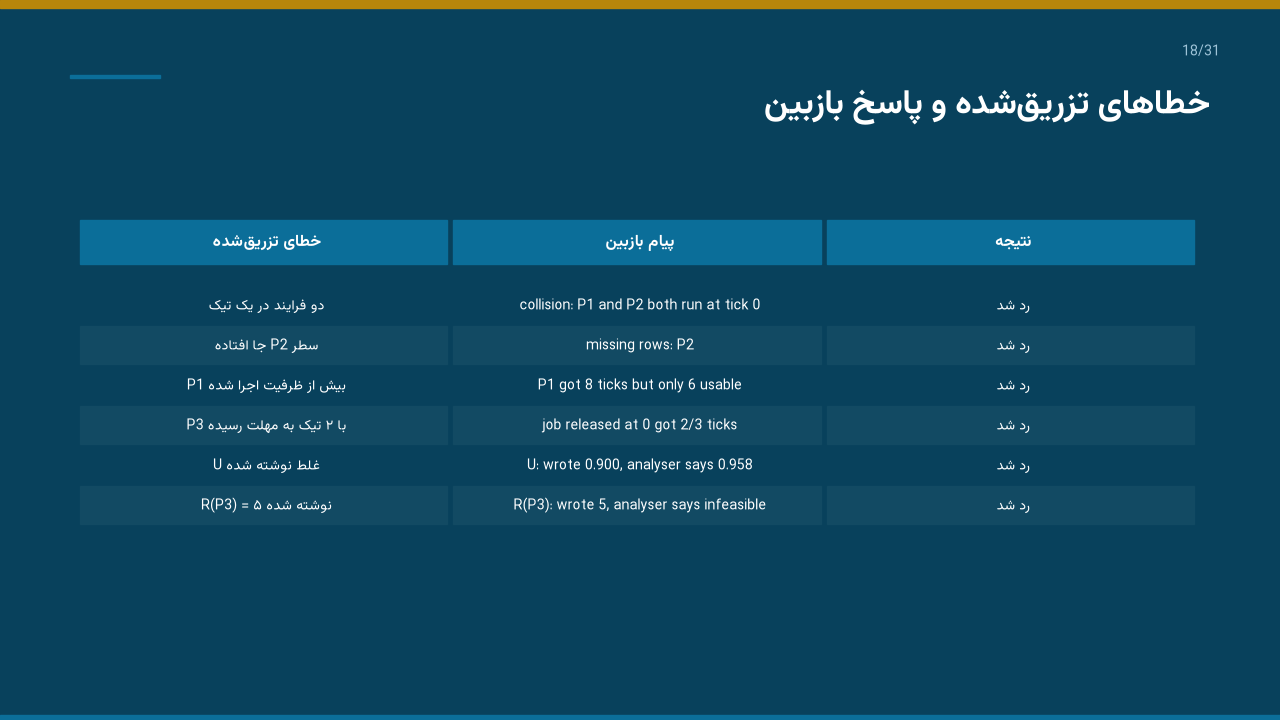 18/31
خطاهای تزریق‌شده و پاسخ بازبین
خطای تزریق‌شده
پیام بازبین
نتیجه
دو فرایند در یک تیک
collision: P1 and P2 both run at tick 0
رد شد
سطر P2 جا افتاده
missing rows: P2
رد شد
P1 بیش از ظرفیت اجرا شده
P1 got 8 ticks but only 6 usable
رد شد
P3 با ۲ تیک به مهلت رسیده
job released at 0 got 2/3 ticks
رد شد
U غلط نوشته شده
U: wrote 0.900, analyser says 0.958
رد شد
R(P3) = ۵ نوشته شده
R(P3): wrote 5, analyser says infeasible
رد شد